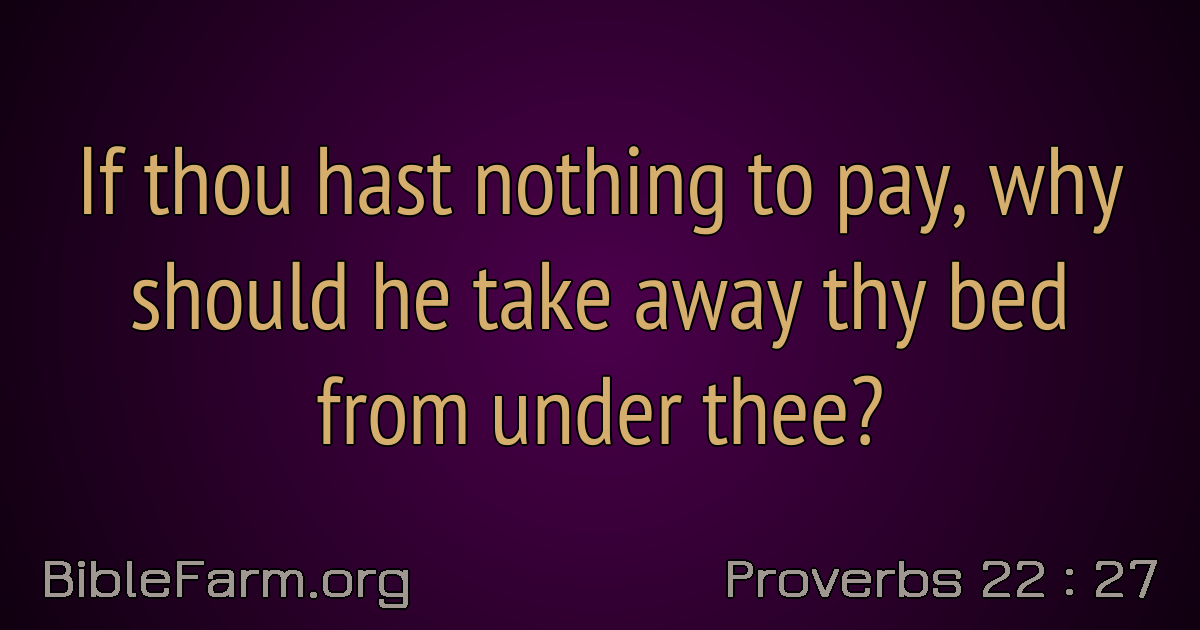 If thou hast nothing to pay, why
should he take away thy bed
from under thee?
BibleFarm.org
Proverbs 22 : 27